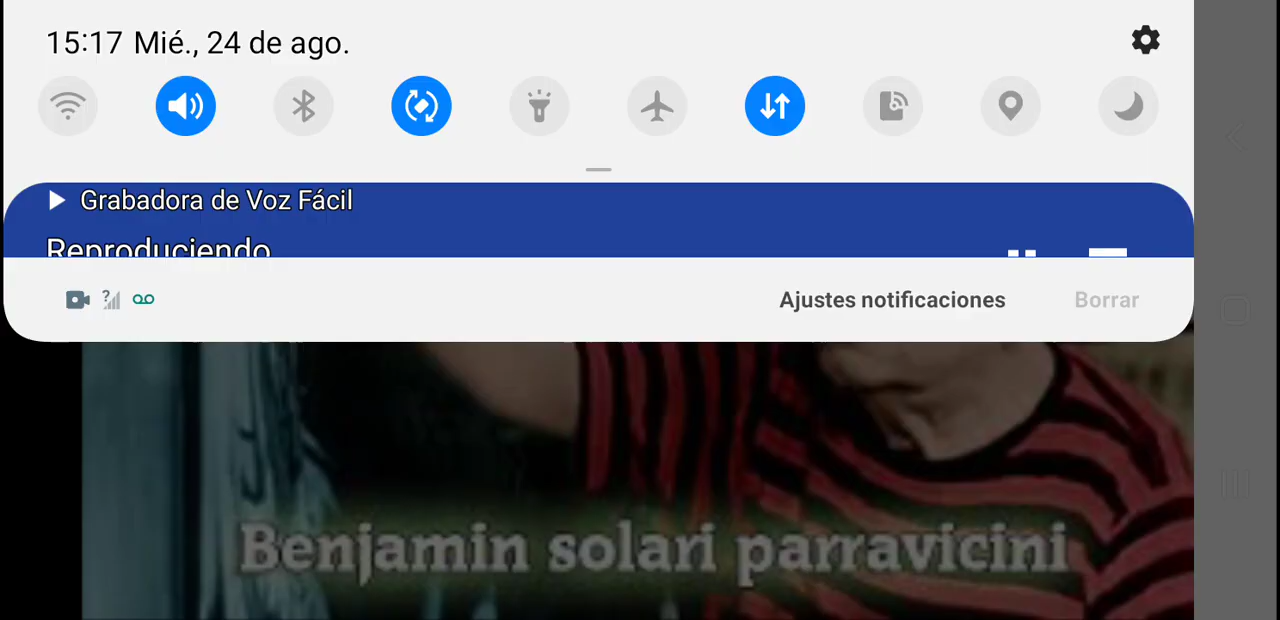 15:17 Mié., 24 de ago.
Grabadora de Voz Fácil
Reproduciendo
Ajustes notificaciones
Borrar
Benjamin solari parravicini